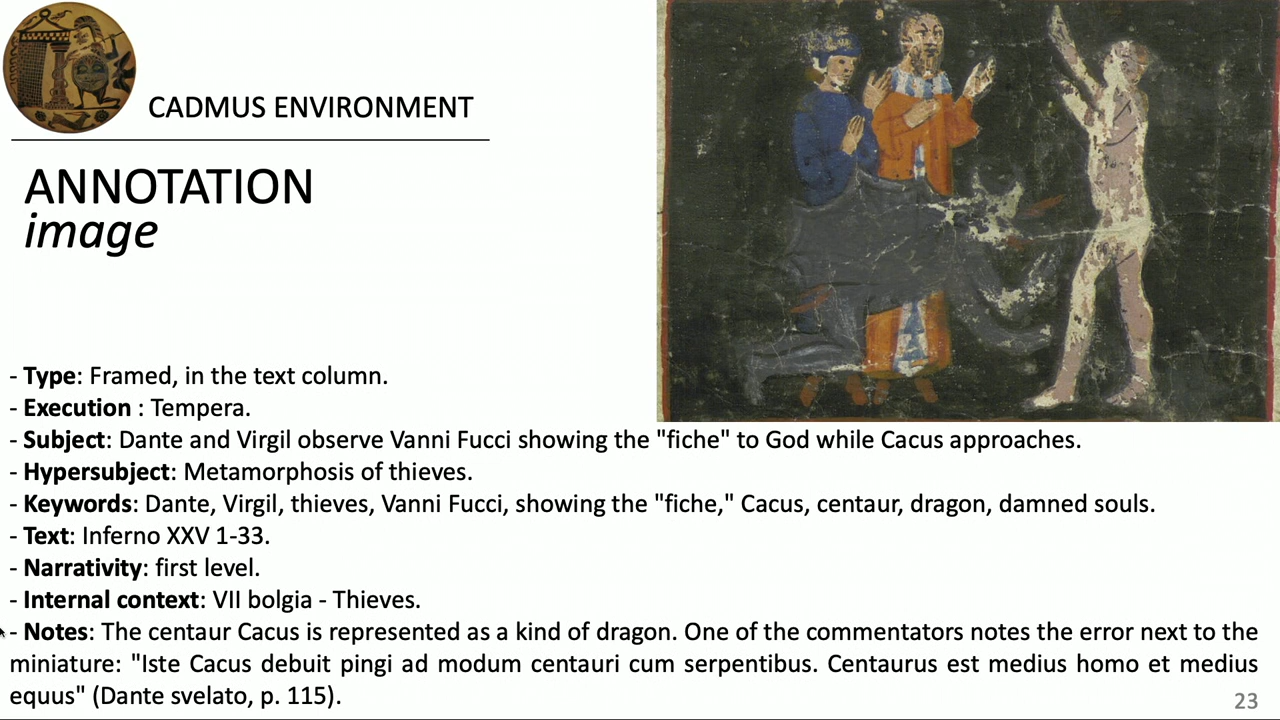 CADMUS ENVIRONMENT
ANNOTATION
image
- Type: Framed, in the text column.
- Execution : Tempera.
- Subject: Dante and Virgil observe Vanni Fucci showing the "fiche" to God while Cacus approaches.
- Hypersubject: Metamorphosis of thieves.
- Keywords: Dante, Virgil, thieves, Vanni Fucci, showing the "fiche," Cacus, centaur, dragon, damned souls.
- Text: Inferno XXV 1-33.
- Narrativity: first level.
- Internal context: VII bolgia - Thieves.
- Notes: The centaur Cacus is represented as a kind of dragon. One of the commentators notes the error next to the
miniature: "Iste Cacus debuit pingi ad modum centauri cum serpentibus. Centaurus est medius homo et medius
equus" (Dante svelato, p. 115).
23